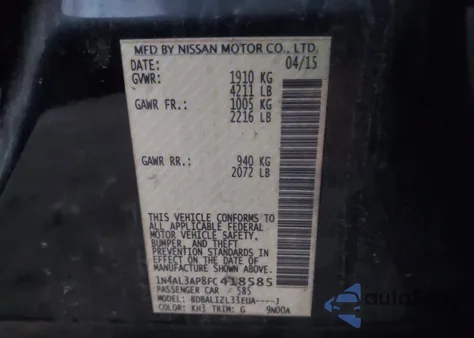 MFD BY NISSAN MOTOR CO., LTD.
DATE: 04/15
GVWR: 1910 KG
4211 LB
GAWR FR.: 1005 KG
2216 LB
GAWR RR.: 940 KG
2072 LB
THIS VEHICLE CONFORMS TO
ALL APPLICABLE U.S. FEDERAL
MOTOR VEHICLE SAFETY,
BUMPER, AND THEFT
PREVENTION STANDARDS IN
EFFECT ON THE DATE OF
MANUFACTURE SHOWN ABOVE.
1N4AL3AP8FC418585
PASSENGER CAR 585
MODEL: BDBALIZL33EUA----J
COLOR: KH3 TRIM: G 9N00A
abidsauto